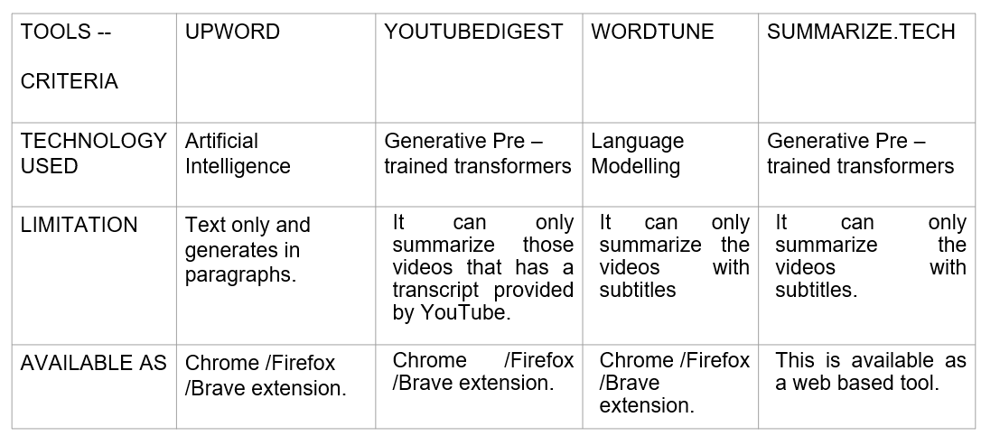 TOOLS --
CRITERIA
UPWORD
YOUTUBEDIGEST
WORDTUNE
SUMMARIZE.TECH
TECHNOLOGY
USED
Artificial
Intelligence
Generative Pre –
trained transformers
Language
Modelling
Generative Pre –
trained transformers
LIMITATION
Text only and
generates in
paragraphs.
It can only
summarize those
videos that has a
transcript provided
by YouTube.
It can only
summarize the
videos with
subtitles
It can only
summarize the
videos with
subtitles.
AVAILABLE AS
Chrome /Firefox
/Brave extension.
Chrome /Firefox
/Brave extension.
Chrome /Firefox
/Brave
extension.
This is available as
a web based tool.